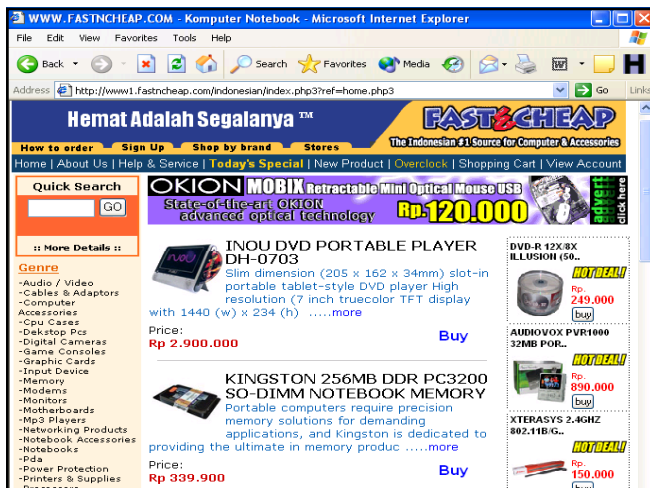 WWW.FASTNCHEAP.COM - Komputer Notebook - Microsoft Internet Explorer
File Edit View Favorites Tools Help
Back Search Favorites Media
Address http://www1.fastncheap.com/indonesian/index.php3?ref=home.php3 Go Links
Hemat Adalah Segalanya ™
FAST&CHEAP
The Indonesian #1 Source for Computer & Accessories
How to order Sign Up Shop by brand Stores
Home | About Us | Help & Service | Today's Special | New Product | Overclock | Shopping Cart | View Account
Quick Search
GO
:: More Details ::
Genre
-Audio / Video
-Cables & Adaptors
-Computer
Accessories
-Cpu Cases
-Dekstop Pcs
-Digital Cameras
-Game Consoles
-Graphic Cards
-Input Device
-Memory
-Modems
-Monitors
-Motherboards
-Mp3 Players
-Networking Products
-Notebook Accessories
-Notebooks
-Pda
-Power Protection
-Printers & Supplies
-Processors
OKION MOBIX Retractable Mini Optical Mouse USB
State-of-the-art OKION
advanced optical technology
Rp.120.000
advert
click here
INOU DVD PORTABLE PLAYER
DH-0703
Slim dimension (205 x 162 x 34mm) slot-in
portable tablet-style DVD player High
resolution (7 inch truecolor TFT display
with 1440 (w) x 234 (h) .....more
Price:
Rp 2.900.000
Buy
KINGSTON 256MB DDR PC3200
SO-DIMM NOTEBOOK MEMORY
Portable computers require precision
memory solutions for demanding
applications, and Kingston is dedicated to
providing the ultimate in memory produc .....more
Price:
Rp 339.900
Buy
DVD-R 12X/8X
ILLUSION (50..
HOT DEAL!
Rp.
249.000
buy
AUDIOVOX PVR1000
32MB POR..
HOT DEAL!
Rp.
890.000
buy
XTERASYS 2.4GHZ
802.11B/G..
HOT DEAL!
Rp.
150.000
buy